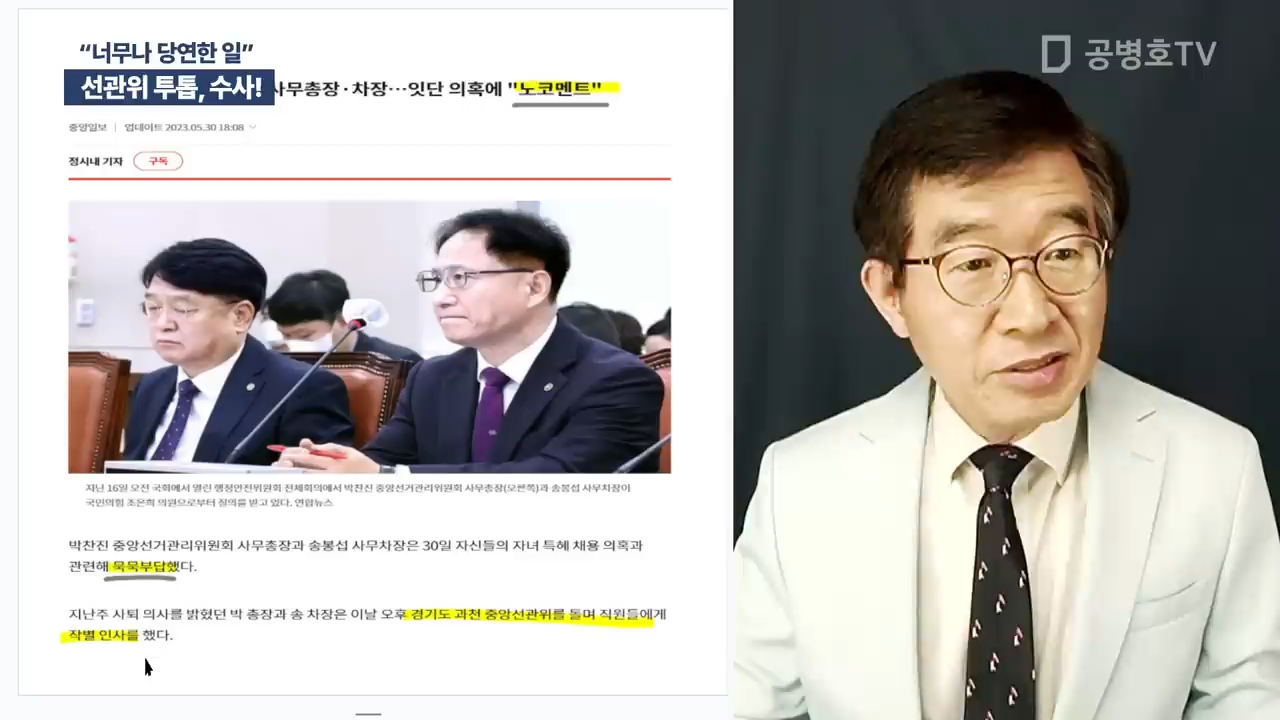 “너무나 당연한 일”
선관위 투톱, 수사!
사무총장·차장…잇단 의혹에 "노코멘트"
중앙일보 | 업데이트 2023.05.30 18:08
정시내 기자 구독
지난 16일 오전 국회에서 열린 행정안전위원회 전체회의에서 박찬진 중앙선거관리위원회 사무총장(오른쪽)과 송봉섭 사무차장이
국민의힘 조은희 의원으로부터 질의를 받고 있다. 연합뉴스
박찬진 중앙선거관리위원회 사무총장과 송봉섭 사무차장은 30일 자신들의 자녀 특혜 채용 의혹과
관련해 묵묵부답했다.
지난주 사퇴 의사를 밝혔던 박 총장과 송 차장은 이날 오후 경기도 과천 중앙선관위를 돌며 직원들에게
작별 인사를 했다.
공병호TV